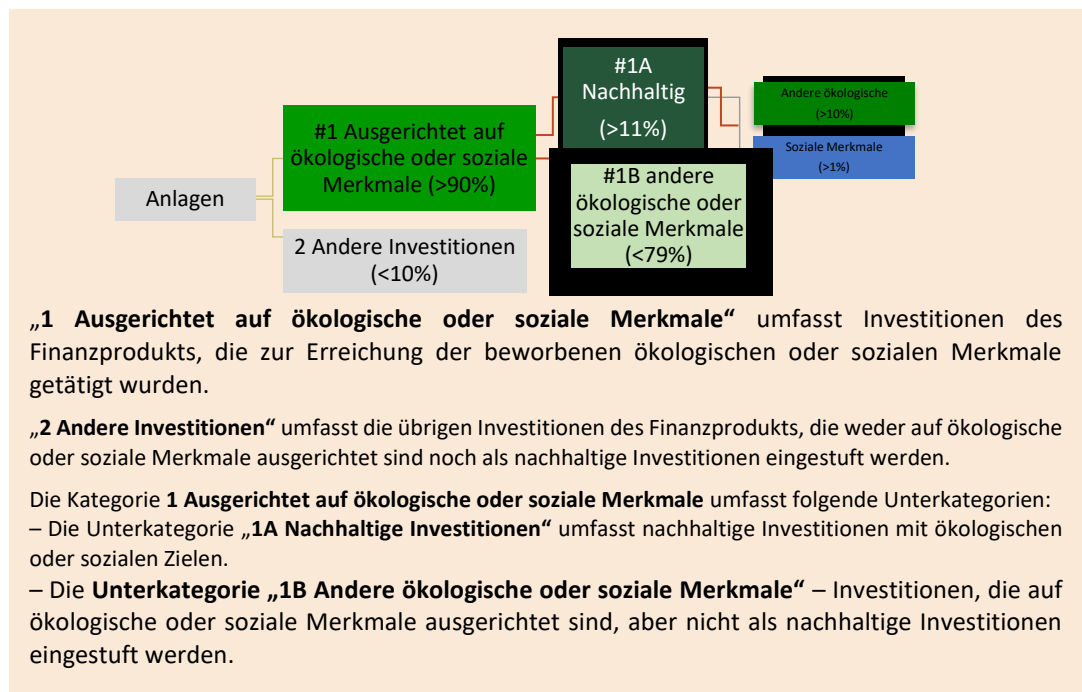 Anlagen
#1 Ausgerichtet auf
ökologische oder soziale
Merkmale (>90%)
2 Andere Investitionen
(<10%)
#1A
Nachhaltig
(>11%)
#1B andere
ökologische oder
soziale Merkmale
(<79%)
Andere ökologische
(>10%)
Soziale Merkmale
(>1%)
„1 Ausgerichtet auf ökologische oder soziale Merkmale“ umfasst Investitionen des
Finanzprodukts, die zur Erreichung der beworbenen ökologischen oder sozialen Merkmale
getätigt wurden.
„2 Andere Investitionen“ umfasst die übrigen Investitionen des Finanzprodukts, die weder auf ökologische
oder soziale Merkmale ausgerichtet sind noch als nachhaltige Investitionen eingestuft werden.
Die Kategorie 1 Ausgerichtet auf ökologische oder soziale Merkmale umfasst folgende Unterkategorien:
– Die Unterkategorie „1A Nachhaltige Investitionen“ umfasst nachhaltige Investitionen mit ökologischen
oder sozialen Zielen.
– Die Unterkategorie „1B Andere ökologische oder soziale Merkmale“ – Investitionen, die auf
ökologische oder soziale Merkmale ausgerichtet sind, aber nicht als nachhaltige Investitionen
eingestuft werden.